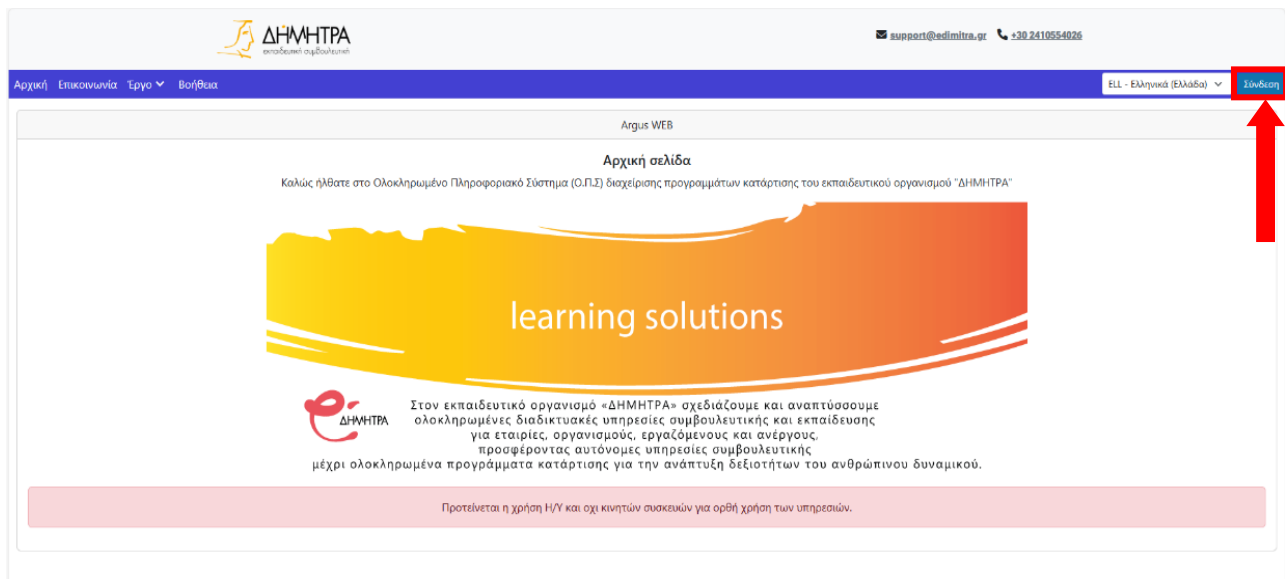 ΔΗΜΗΤΡΑ
εκπαιδευτική συμβουλευτική
support@edimitra.gr +30 2410554026
Αρχική Επικοινωνία Έργο Βοήθεια
ELL - Ελληνικά (Ελλάδα) Σύνδεση
Argus WEB
Αρχική σελίδα
Καλώς ήλθατε στο Ολοκληρωμένο Πληροφοριακό Σύστημα (Ο.Π.Σ) διαχείρισης προγραμμάτων κατάρτισης του εκπαιδευτικού οργανισμού "ΔΗΜΗΤΡΑ"
learning solutions
e-
ΔΗΜΗΤΡΑ
Στον εκπαιδευτικό οργανισμό «ΔΗΜΗΤΡΑ» σχεδιάζουμε και αναπτύσσουμε
ολοκληρωμένες διαδικτυακές υπηρεσίες συμβουλευτικής και εκπαίδευσης
για εταιρίες, οργανισμούς, εργαζόμενους και ανέργους,
προσφέροντας αυτόνομες υπηρεσίες συμβουλευτικής
μέχρι ολοκληρωμένα προγράμματα κατάρτισης για την ανάπτυξη δεξιοτήτων του ανθρώπινου δυναμικού.
Προτείνεται η χρήση Η/Υ και οχι κινητών συσκευών για ορθή χρήση των υπηρεσιών.